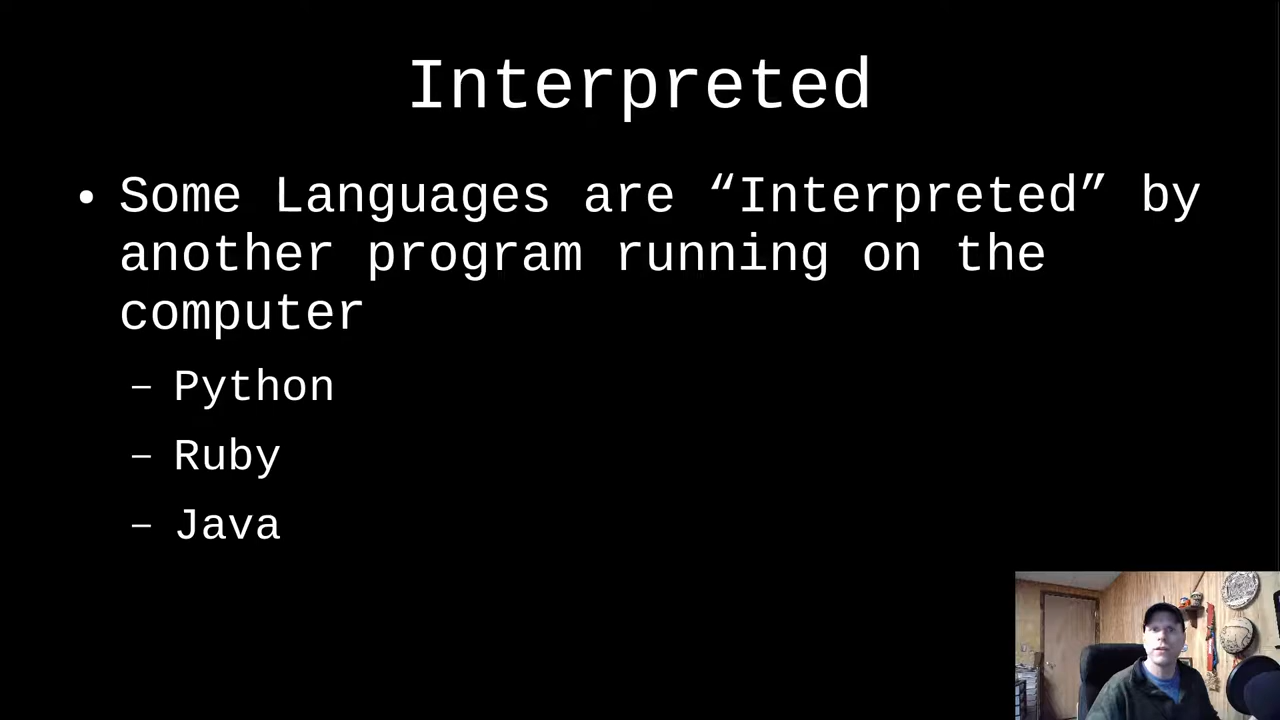 Interpreted
• Some Languages are “Interpreted” by
another program running on the
computer
– Python
– Ruby
– Java